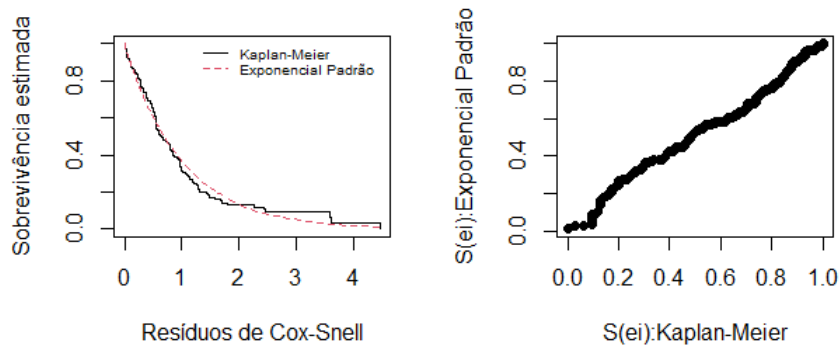 Sobrevivência estimada
0.0 0.4 0.8
Kaplan-Meier
Exponencial Padrão
0 1 2 3 4
Resíduos de Cox-Snell
S(ei):Exponencial Padrão
0.0 0.4 0.8
0.0 0.2 0.4 0.6 0.8 1.0
S(ei):Kaplan-Meier